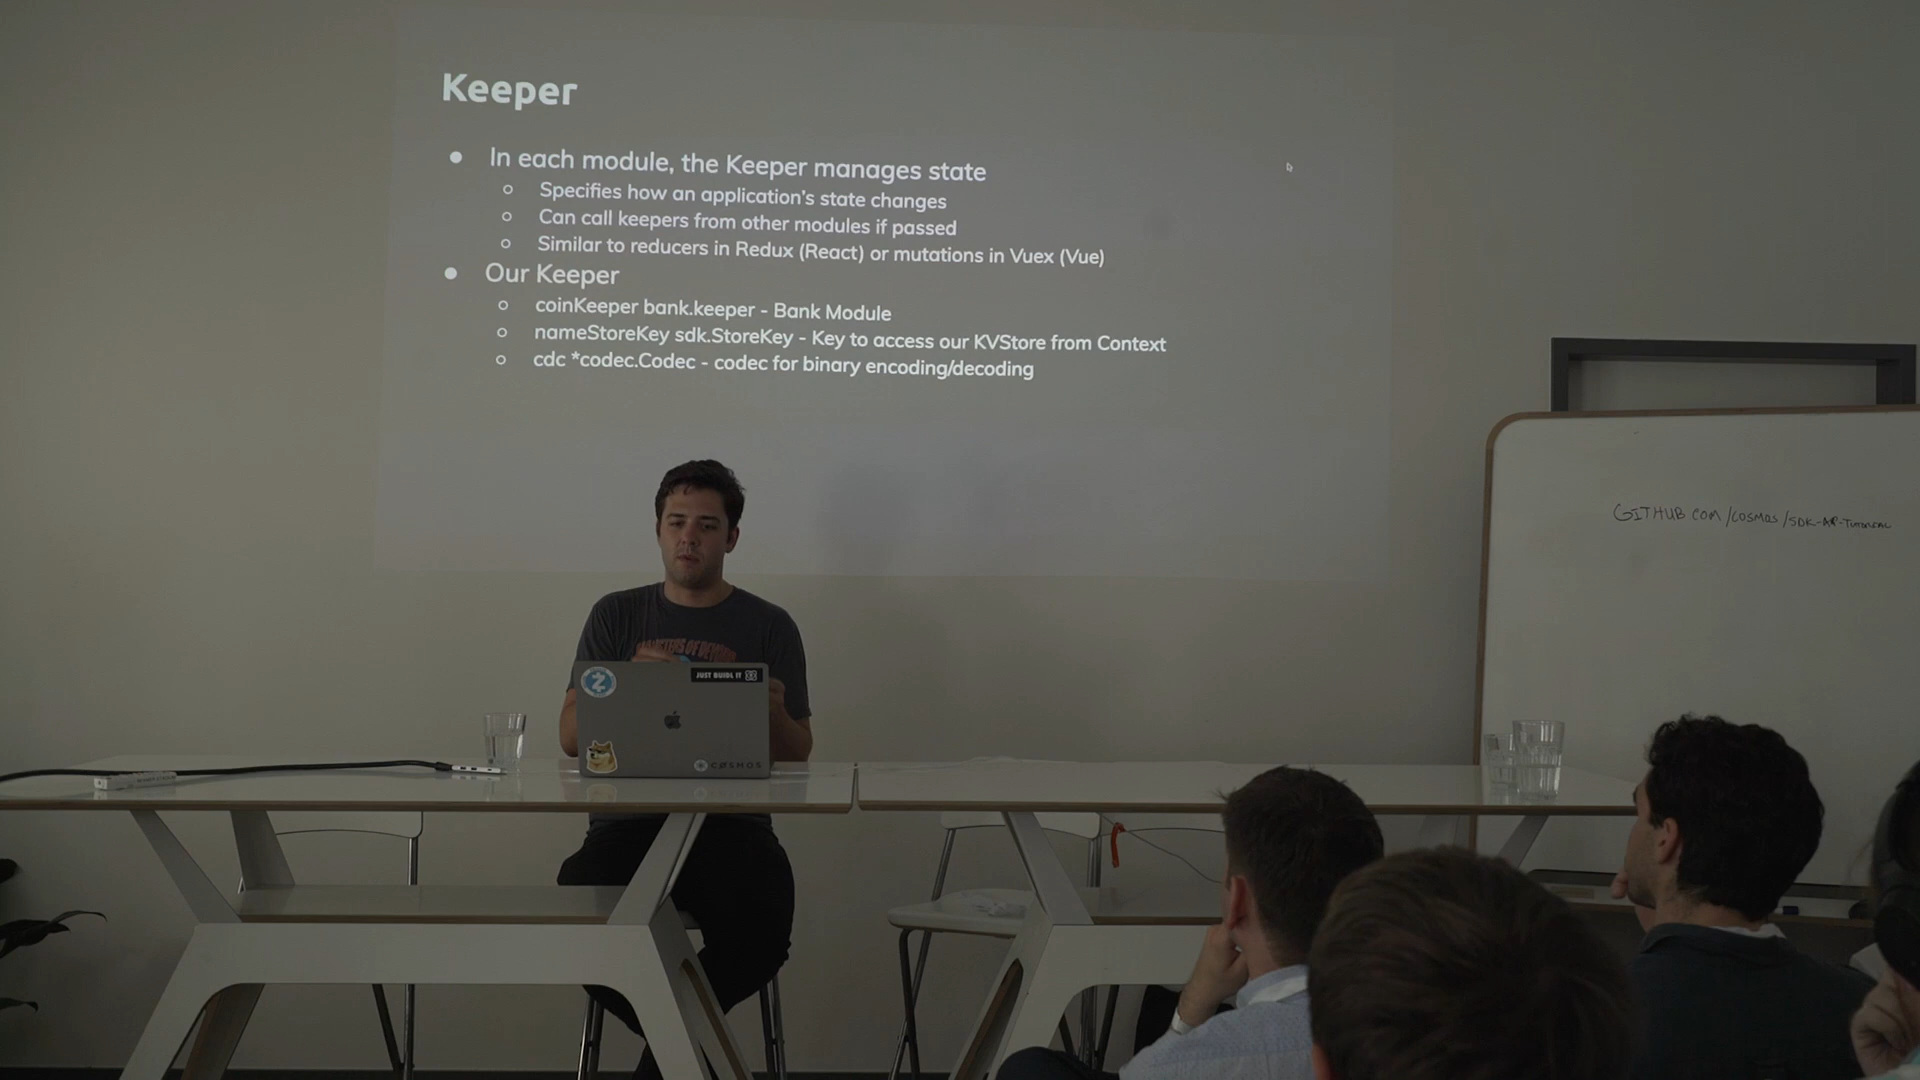 Keeper
● In each module, the Keeper manages state
○ Specifies how an application's state changes
○ Can call keepers from other modules if passed
○ Similar to reducers in Redux (React) or mutations in Vuex (Vue)
● Our Keeper
○ coinKeeper bank.keeper - Bank Module
○ nameStoreKey sdk.StoreKey - Key to access our KVStore from Context
○ cdc *codec.Codec - codec for binary encoding/decoding
GITHUB.COM/COSMOS/SDK-AP-TUTORIAL
JUST BUIDL IT
COSMOS